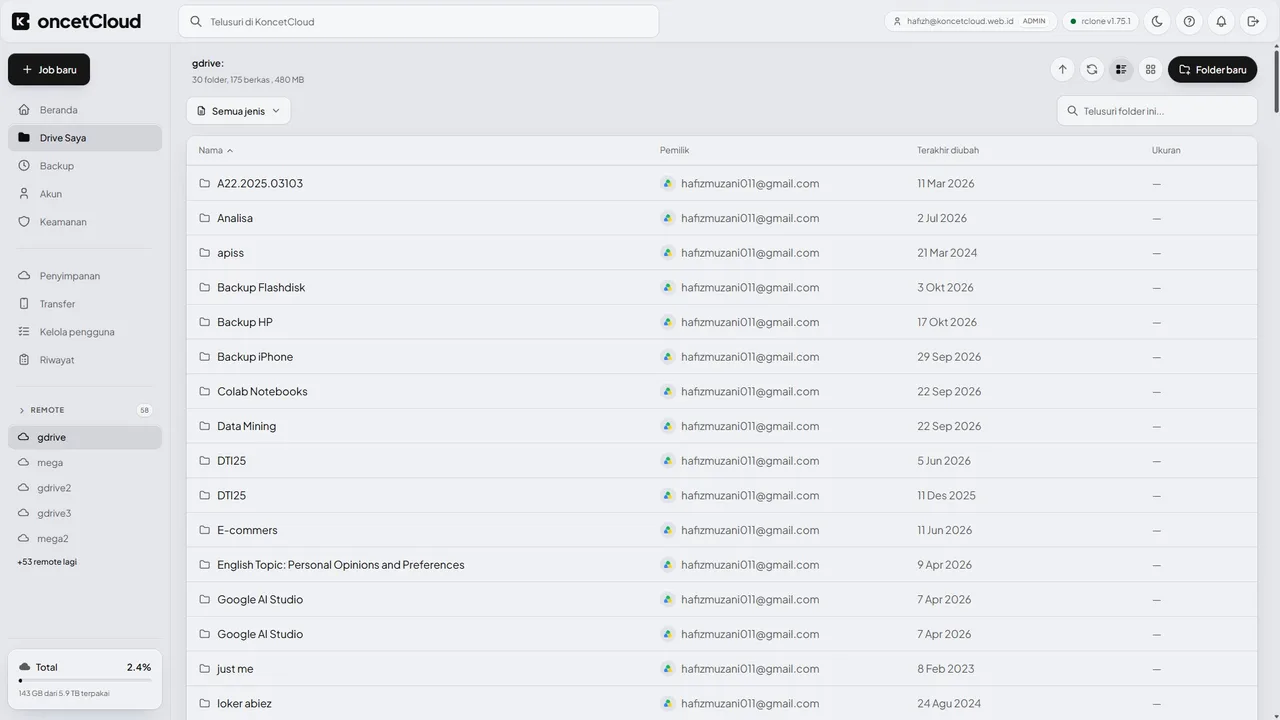 K oncetCloud
Telusuri di KoncetCloud
hafizh@koncetcloud.web.id ADMIN
rclone v1.75.1
Job baru
Beranda
Drive Saya
Backup
Akun
Keamanan
Penyimpanan
Transfer
Kelola pengguna
Riwayat
REMOTE 58
gdrive
mega
gdrive2
gdrive3
mega2
+53 remote lagi
Total 2.4%
143 GB dari 5.9 TB terpakai
gdrive:
30 folder, 175 berkas , 480 MB
Folder baru
Semua jenis
Telusuri folder ini...
Nama Pemilik Terakhir diubah Ukuran
A22.2025.03103 hafizmuzani011@gmail.com 11 Mar 2026 —
Analisa hafizmuzani011@gmail.com 2 Jul 2026 —
apiss hafizmuzani011@gmail.com 21 Mar 2024 —
Backup Flashdisk hafizmuzani011@gmail.com 3 Okt 2026 —
Backup HP hafizmuzani011@gmail.com 17 Okt 2026 —
Backup iPhone hafizmuzani011@gmail.com 29 Sep 2026 —
Colab Notebooks hafizmuzani011@gmail.com 22 Sep 2026 —
Data Mining hafizmuzani011@gmail.com 22 Sep 2026 —
DTI25 hafizmuzani011@gmail.com 5 Jun 2026 —
DTI25 hafizmuzani011@gmail.com 11 Des 2025 —
E-commers hafizmuzani011@gmail.com 11 Jun 2026 —
English Topic: Personal Opinions and Preferences hafizmuzani011@gmail.com 9 Apr 2026 —
Google AI Studio hafizmuzani011@gmail.com 7 Apr 2026 —
Google AI Studio hafizmuzani011@gmail.com 7 Apr 2026 —
just me hafizmuzani011@gmail.com 8 Feb 2023 —
loker abiez hafizmuzani011@gmail.com 24 Agu 2024 —